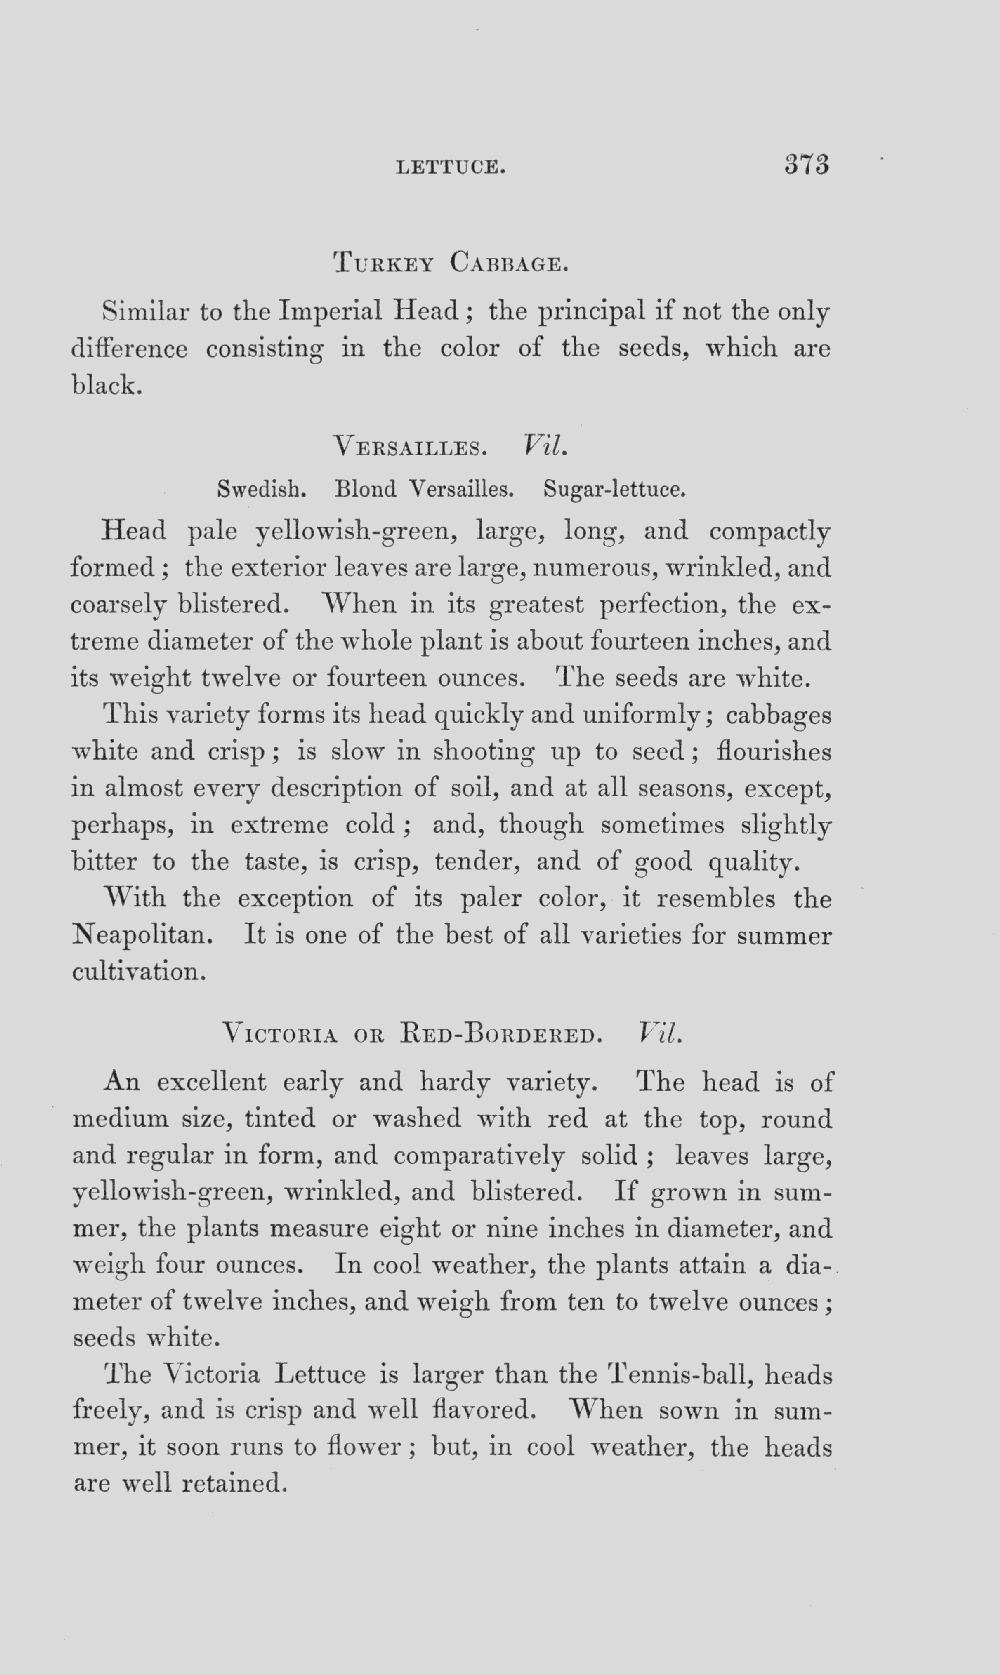 LETTUCE. 373
TURKEY CABBAGE.
Similar to the Imperial Head; the principal if not the only
difference consisting in the color of the seeds, which are
black.
VERSAILLES. Vil.
Swedish. Blond Versailles. Sugar-lettuce.
Head pale yellowish-green, large, long, and compactly
formed; the exterior leaves are large, numerous, wrinkled, and
coarsely blistered. When in its greatest perfection, the ex-
treme diameter of the whole plant is about fourteen inches, and
its weight twelve or fourteen ounces. The seeds are white.
This variety forms its head quickly and uniformly; cabbages
white and crisp; is slow in shooting up to seed; flourishes
in almost every description of soil, and at all seasons, except,
perhaps, in extreme cold; and, though sometimes slightly
bitter to the taste, is crisp, tender, and of good quality.
With the exception of its paler color, it resembles the
Neapolitan. It is one of the best of all varieties for summer
cultivation.
VICTORIA OR RED-BORDERED. Vil.
An excellent early and hardy variety. The head is of
medium size, tinted or washed with red at the top, round
and regular in form, and comparatively solid; leaves large,
yellowish-green, wrinkled, and blistered. If grown in sum-
mer, the plants measure eight or nine inches in diameter, and
weigh four ounces. In cool weather, the plants attain a dia-
meter of twelve inches, and weigh from ten to twelve ounces;
seeds white.
The Victoria Lettuce is larger than the Tennis-ball, heads
freely, and is crisp and well flavored. When sown in sum-
mer, it soon runs to flower; but, in cool weather, the heads
are well retained.